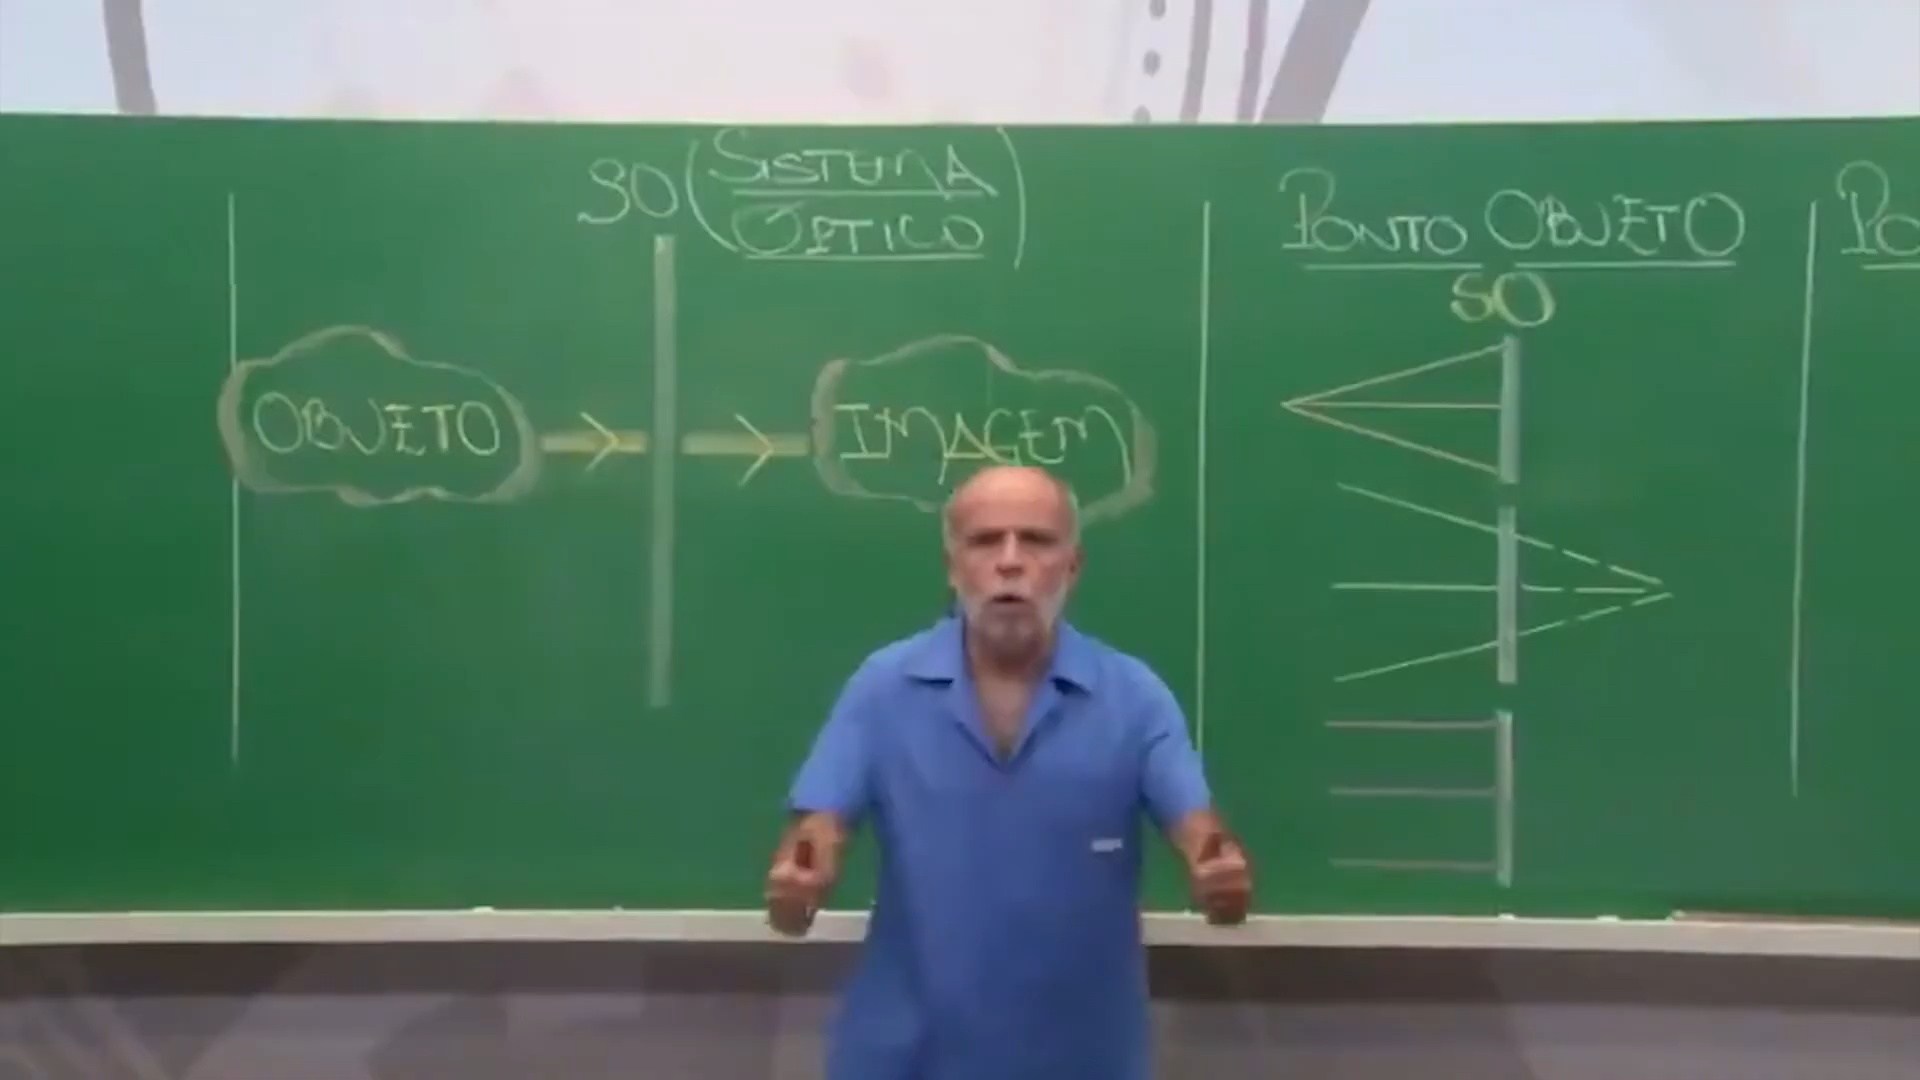 SO (SISTEMA
ÓPTICO)
OBJETO
IMAGEM
PONTO OBJETO
SO